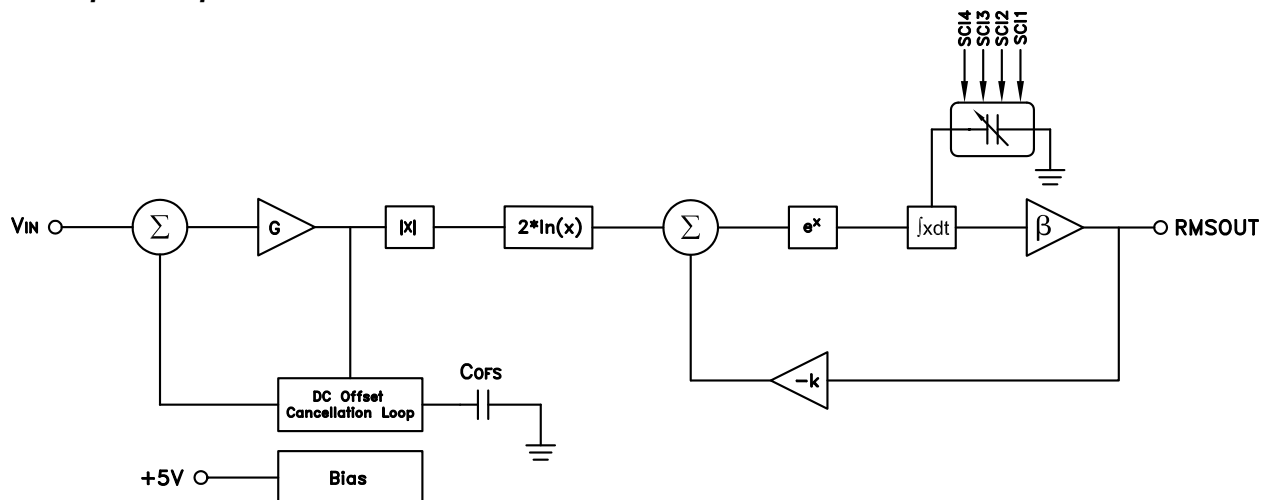 SCI4
SCI3
SCI2
SCI1
VIN
Σ
G
|x|
2*ln(x)
Σ
e^x
∫xdt
β
RMSOUT
-k
DC Offset
Cancellation Loop
COFS
+5V
Bias